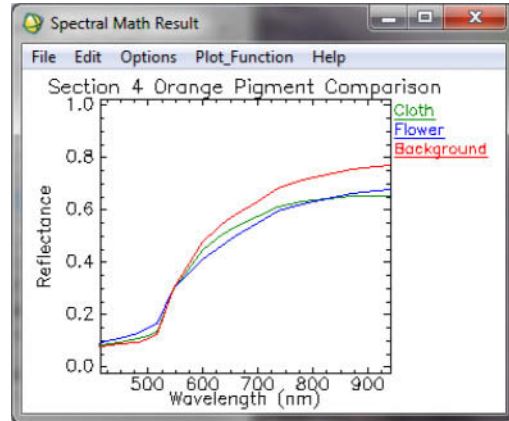 Spectral Math Result
File Edit Options Plot_Function Help
Section 4 Orange Pigment Comparison
Cloth
Flower
Background
Reflectance
1.0
0.8
0.6
0.4
0.2
0.0
500 600 700 800 900
Wavelength (nm)